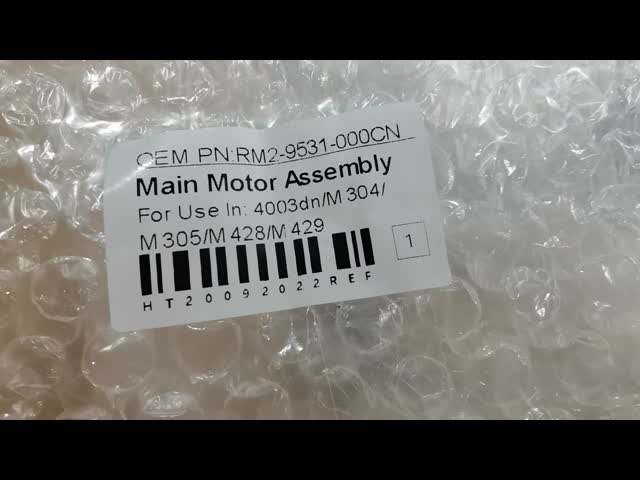 OEM PN:RM2-9531-000CN
Main Motor Assembly
For Use In: 4003dn/M304/
M305/M428/M429
1
HT20092022REF